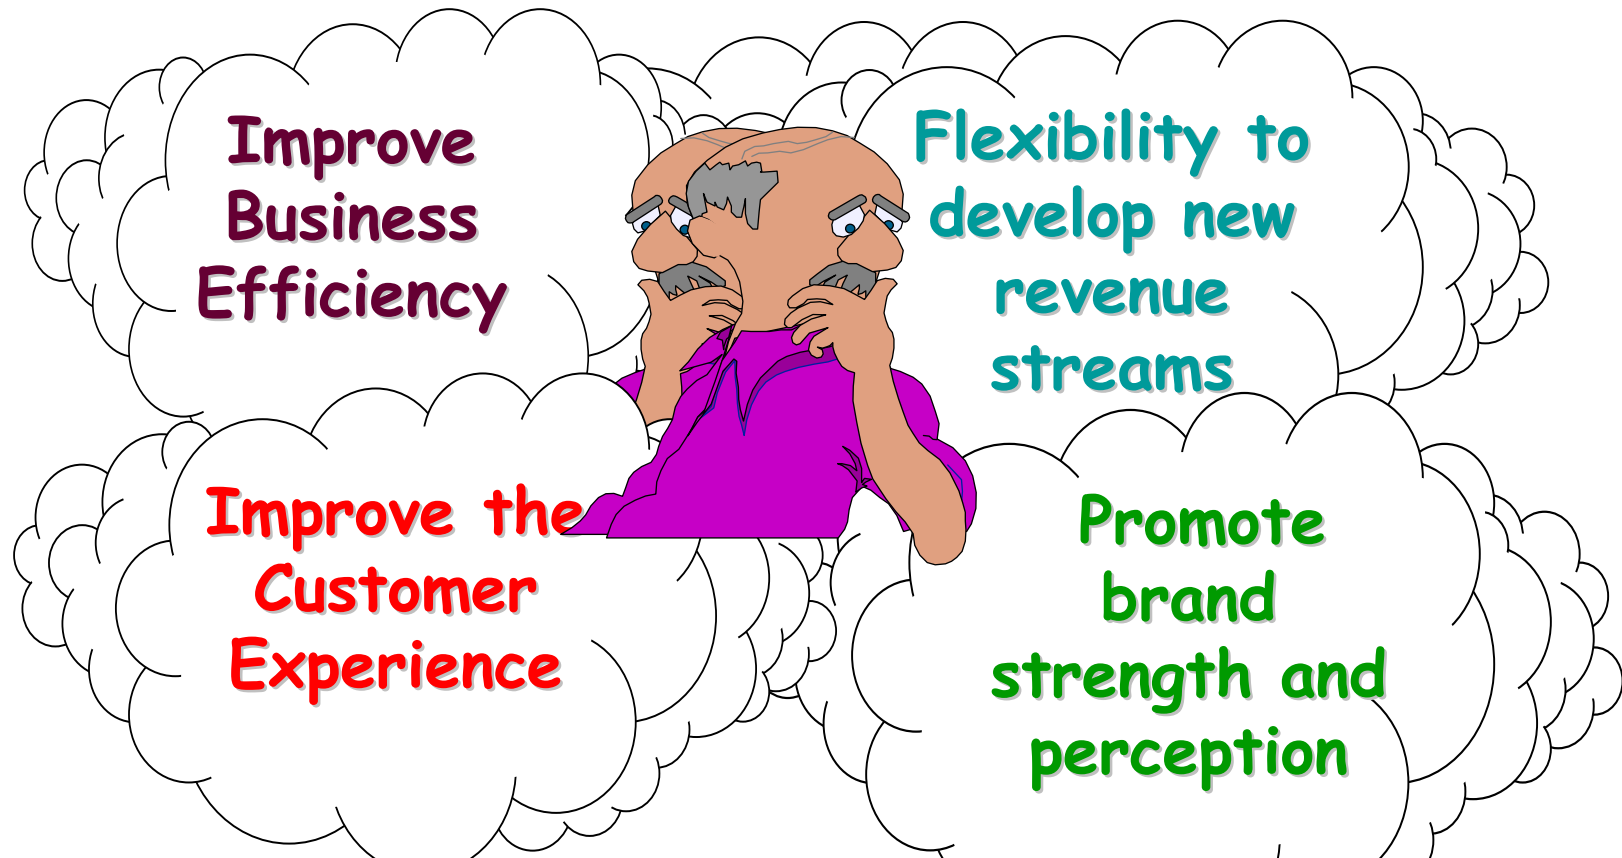 Improve
Business
Efficiency
Flexibility to
develop new
revenue
streams
Improve the
Customer
Experience
Promote
brand
strength and
perception